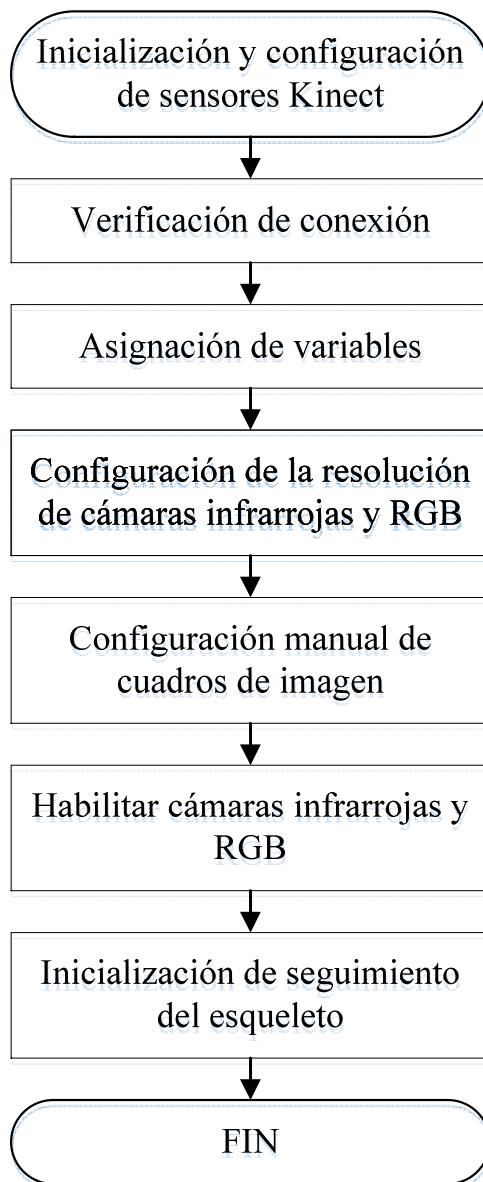 Inicialización y configuración
de sensores Kinect
Verificación de conexión
Asignación de variables
Configuración de la resolución
de cámaras infrarrojas y RGB
Configuración manual de
cuadros de imagen
Habilitar cámaras infrarrojas y
RGB
Inicialización de seguimiento
del esqueleto
FIN